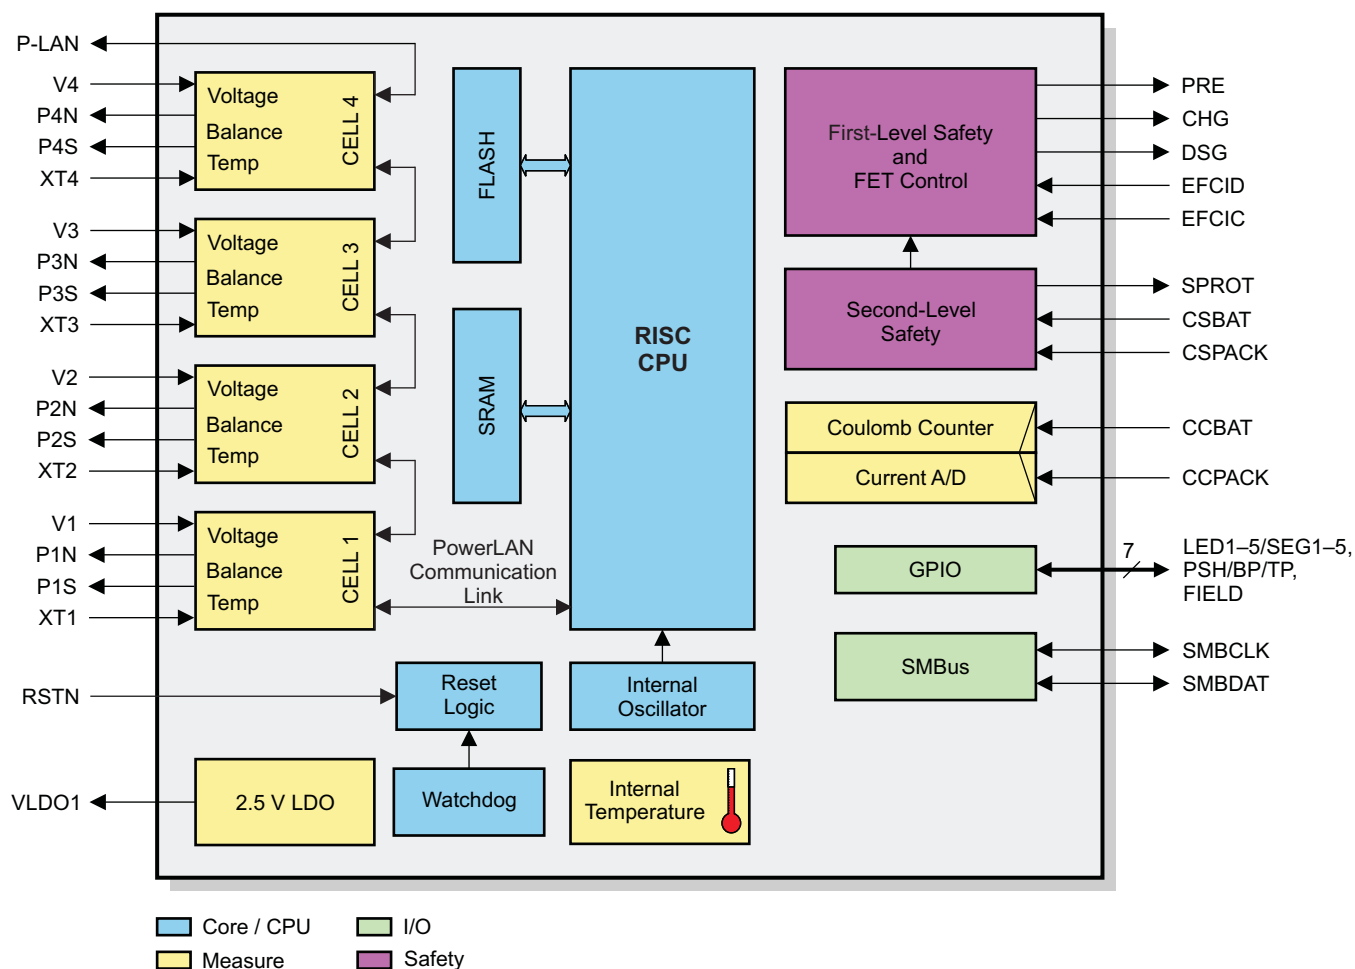 P-LAN
V4
P4N
P4S
XT4
Voltage
Balance
Temp
CELL 4
V3
P3N
P3S
XT3
Voltage
Balance
Temp
CELL 3
V2
P2N
P2S
XT2
Voltage
Balance
Temp
CELL 2
V1
P1N
P1S
XT1
Voltage
Balance
Temp
CELL 1
RSTN
VLDO1
2.5 V LDO
FLASH
SRAM
PowerLAN
Communication
Link
Reset
Logic
Watchdog
RISC
CPU
Internal
Oscillator
Internal
Temperature
First-Level Safety
and
FET Control
Second-Level
Safety
Coulomb Counter
Current A/D
GPIO
SMBus
PRE
CHG
DSG
EFCID
EFCIC
SPROT
CSBAT
CSPACK
CCBAT
CCPACK
7
LED1–5/SEG1–5,
PSH/BP/TP,
FIELD
SMBCLK
SMBDAT
Core / CPU
I/O
Measure
Safety